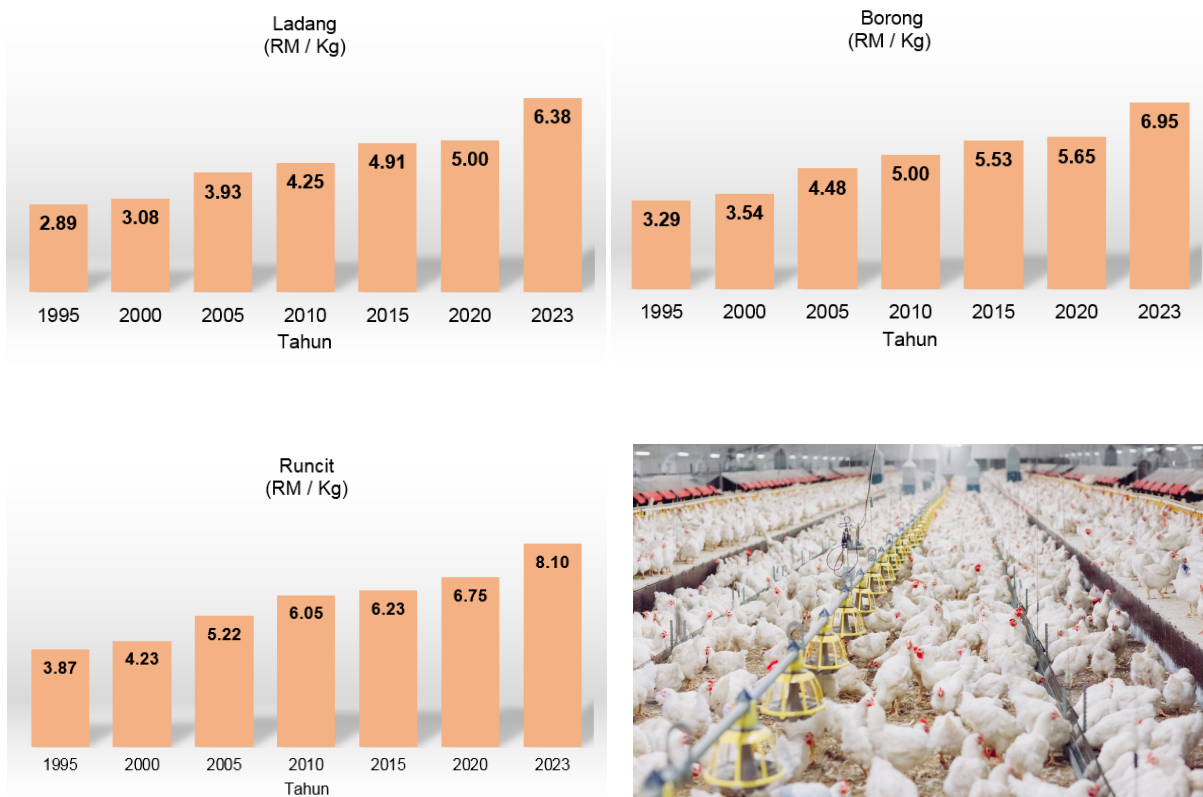 Ladang
(RM / Kg)
2.89 3.08 3.93 4.25 4.91 5.00 6.38
1995 2000 2005 2010 2015 2020 2023
Tahun
Borong
(RM / Kg)
3.29 3.54 4.48 5.00 5.53 5.65 6.95
1995 2000 2005 2010 2015 2020 2023
Tahun
Runcit
(RM / Kg)
3.87 4.23 5.22 6.05 6.23 6.75 8.10
1995 2000 2005 2010 2015 2020 2023
Tahun